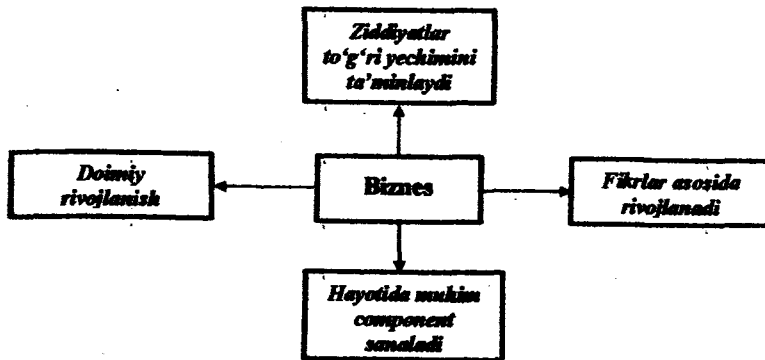 Ziddiyatlar
to‘g‘ri yechimini
ta’minlaydi
Doimiy
rivojlanish
Biznes
Fikrlar asosida
rivojlanadi
Hayotida muhim
component
sanaladi